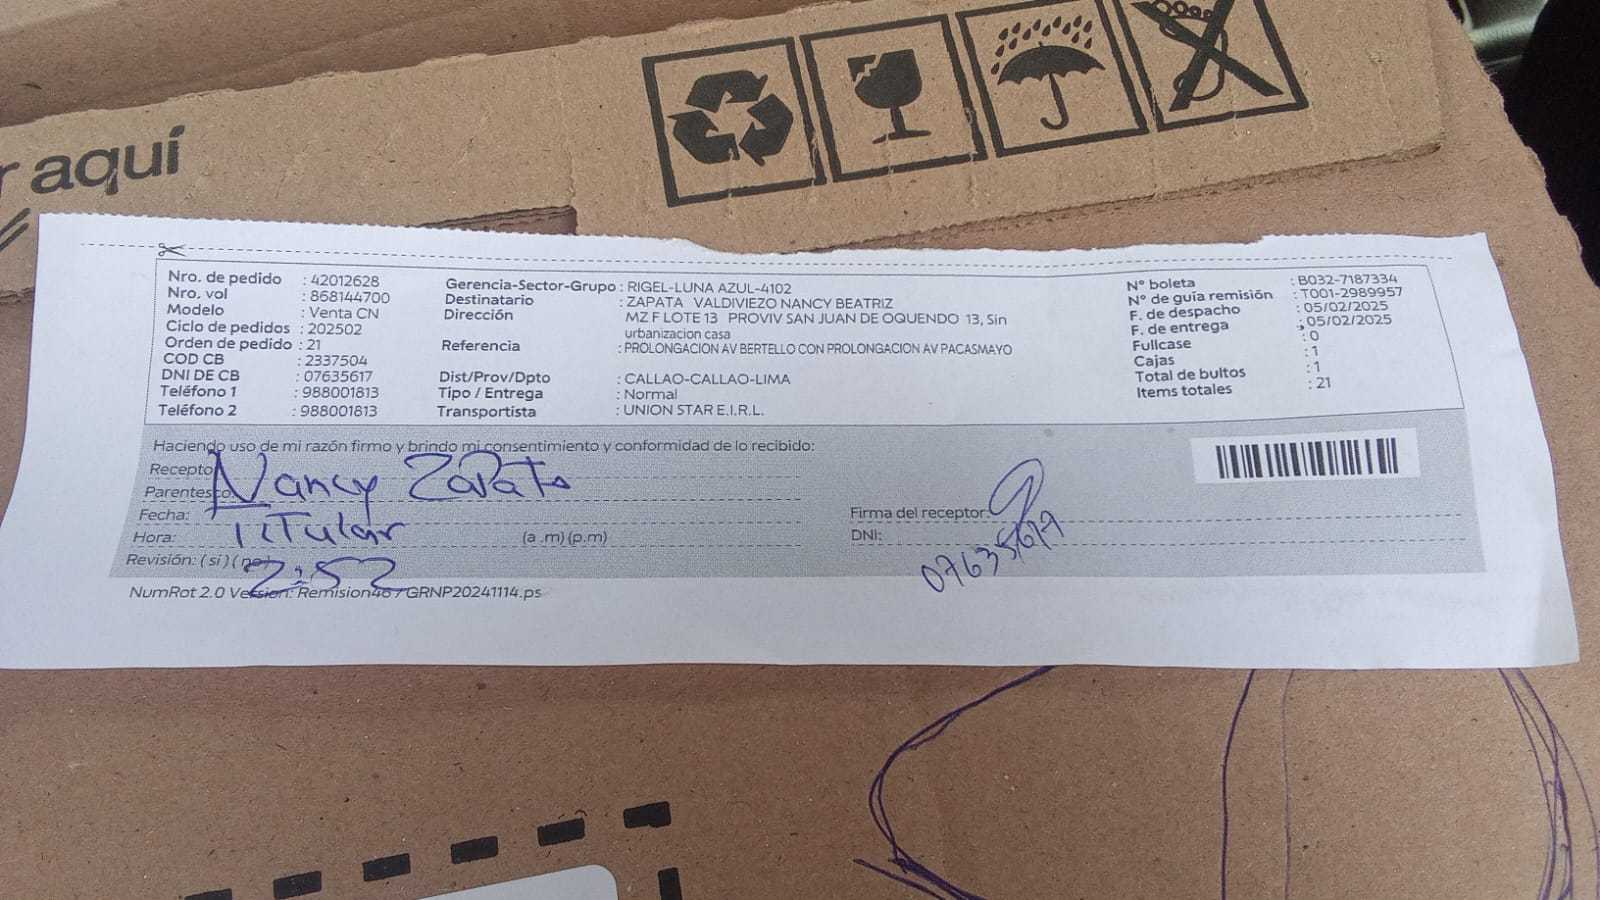 r aquí
Nro. de pedido : 42012628
Nro. vol : 868144700
Modelo : Venta CN
Ciclo de pedidos : 202502
Orden de pedido : 21
COD CB : 2337504
DNI DE CB : 07635617
Teléfono 1 : 988001813
Teléfono 2 : 988001813
Gerencia-Sector-Grupo : RIGEL-LUNA AZUL-4102
Destinatario : ZAPATA VALDIVIEZO NANCY BEATRIZ
Dirección MZ F LOTE 13 PROVIV SAN JUAN DE OQUENDO 13, Sin
urbanizacion casa
Referencia : PROLONGACION AV BERTELLO CON PROLONGACION AV PACASMAYO
Dist/Prov/Dpto : CALLAO-CALLAO-LIMA
Tipo / Entrega : Normal
Transportista : UNION STAR E.I.R.L.
N° boleta : B032-7187334
N° de guía remisión : T001-2989957
F. de despacho : 05/02/2025
F. de entrega : 05/02/2025
Fullcase : 0
Cajas : 1
Total de bultos : 1
Items totales : 21
Haciendo uso de mi razón firmo y brindo mi consentimiento y conformidad de lo recibido:
Receptor Nancy Zapata
Parentesco:
Fecha: Titular
Hora: (a .m) (p.m)
Revisión: ( si ) ( no )
2:52
Firma del receptor:
DNI:
07635617
NumRot 2.0 Version: Remision467GRNP20241114.ps